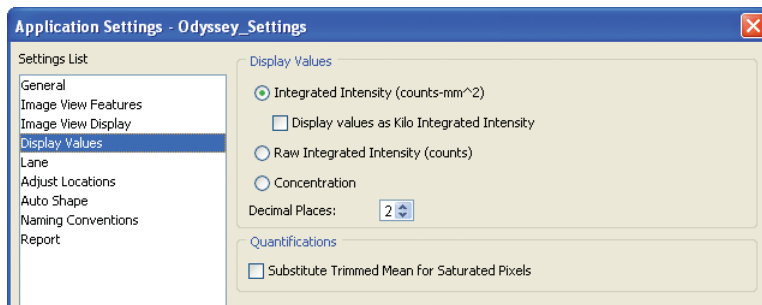 Application Settings - Odyssey_Settings
Settings List
General
Image View Features
Image View Display
Display Values
Lane
Adjust Locations
Auto Shape
Naming Conventions
Report
Display Values
Integrated Intensity (counts-mm^2)
Display values as Kilo Integrated Intensity
Raw Integrated Intensity (counts)
Concentration
Decimal Places: 2
Quantifications
Substitute Trimmed Mean for Saturated Pixels